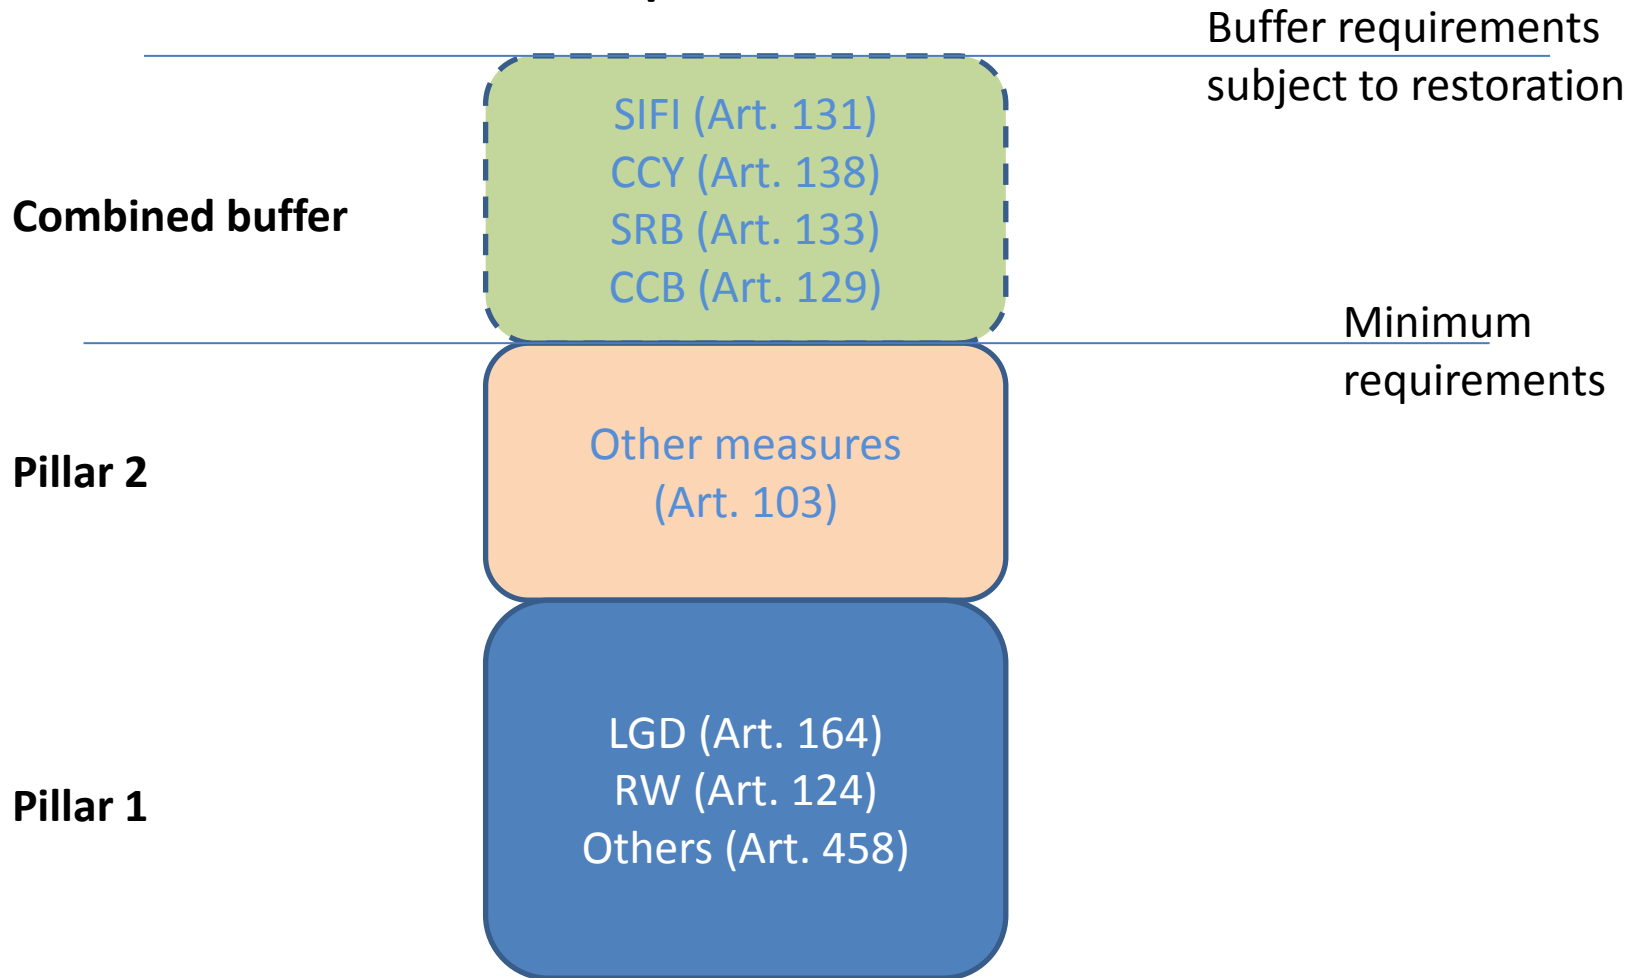 Buffer requirements
subject to restoration
SIFI (Art. 131)
CCY (Art. 138)
SRB (Art. 133)
CCB (Art. 129)
Combined buffer
Minimum
requirements
Other measures
(Art. 103)
Pillar 2
LGD (Art. 164)
RW (Art. 124)
Others (Art. 458)
Pillar 1